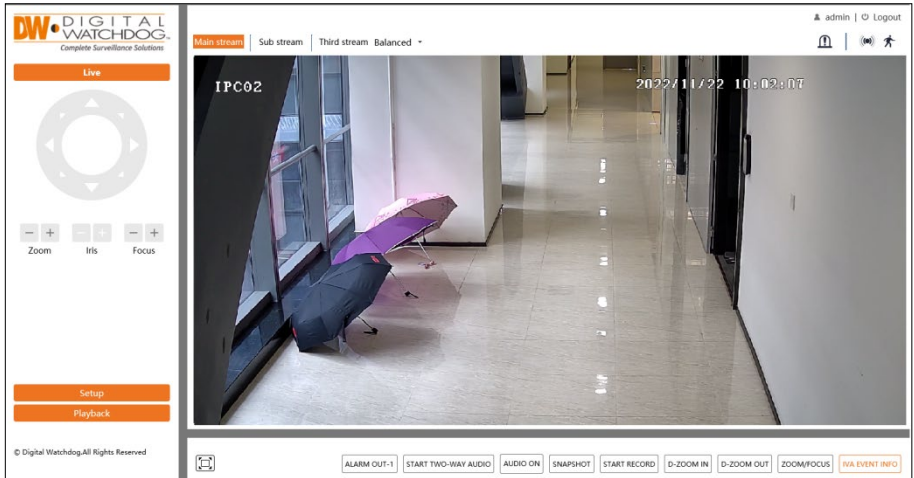 DW DIGITAL
WATCHDOG
Complete Surveillance Solutions
admin | Logout
Main stream | Sub stream | Third stream Balanced
Live
IPC02
2022/11/22 10:02:07
− + − + − +
Zoom Iris Focus
Setup
Playback
© Digital Watchdog.All Rights Reserved
ALARM OUT-1 START TWO-WAY AUDIO AUDIO ON SNAPSHOT START RECORD D-ZOOM IN D-ZOOM OUT ZOOM/FOCUS IVA EVENT INFO